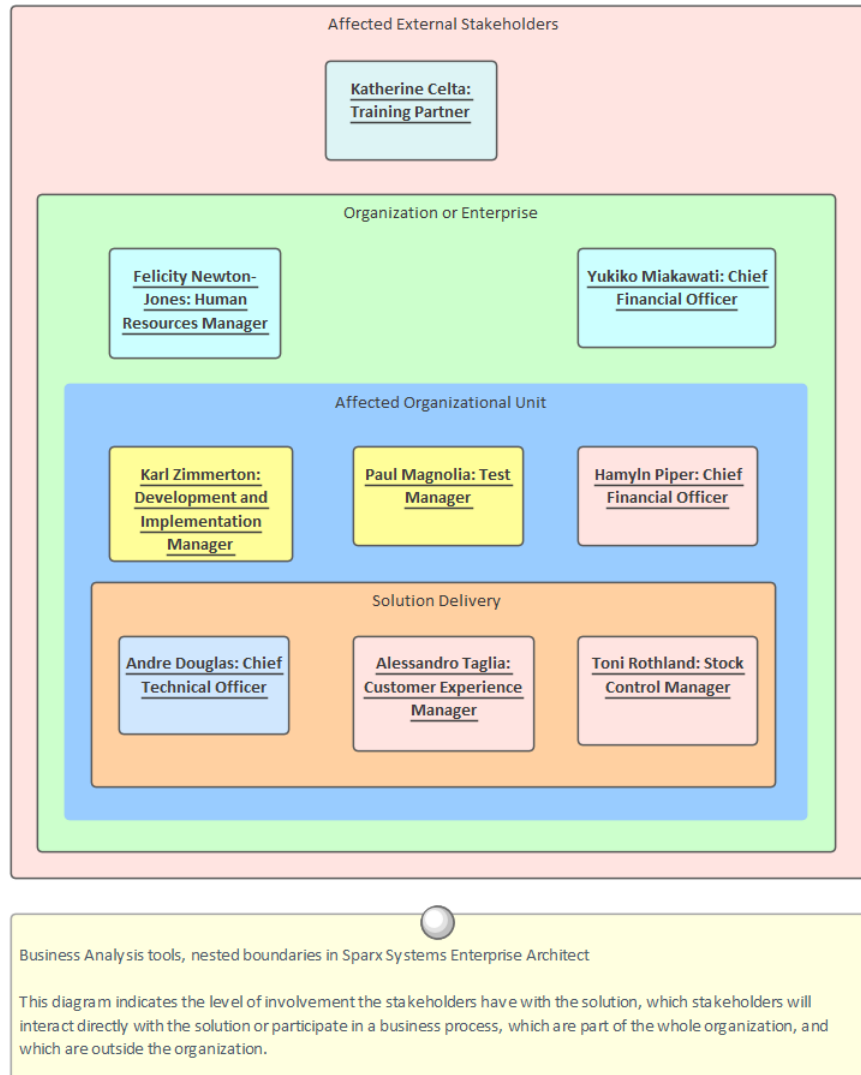 Affected External Stakeholders
Katherine Celta:
Training Partner
Organization or Enterprise
Felicity Newton-
Jones: Human
Resources Manager
Yukiko Miakawati: Chief
Financial Officer
Affected Organizational Unit
Karl Zimmerton:
Development and
Implementation
Manager
Paul Magnolia: Test
Manager
Hamyln Piper: Chief
Financial Officer
Solution Delivery
Andre Douglas: Chief
Technical Officer
Alessandro Taglia:
Customer Experience
Manager
Toni Rothland: Stock
Control Manager
Business Analysis tools, nested boundaries in Sparx Systems Enterprise Architect
This diagram indicates the level of involvement the stakeholders have with the solution, which stakeholders will
interact directly with the solution or participate in a business process, which are part of the whole organization, and
which are outside the organization.